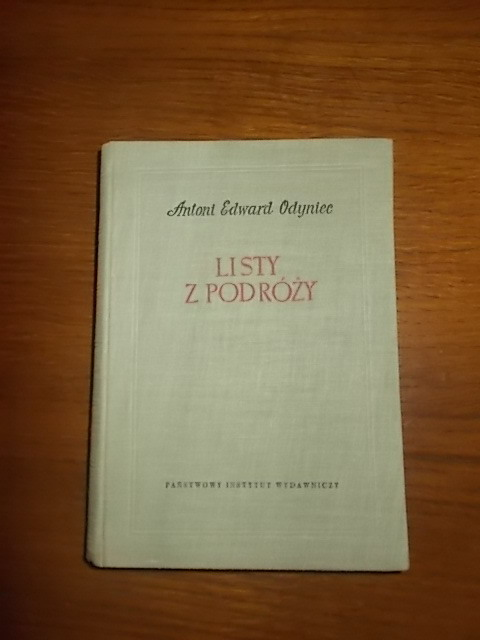 Antoni Edward Odyniec
LISTY
Z PODRÓŻY
PAŃSTWOWY INSTYTUT WYDAWNICZY